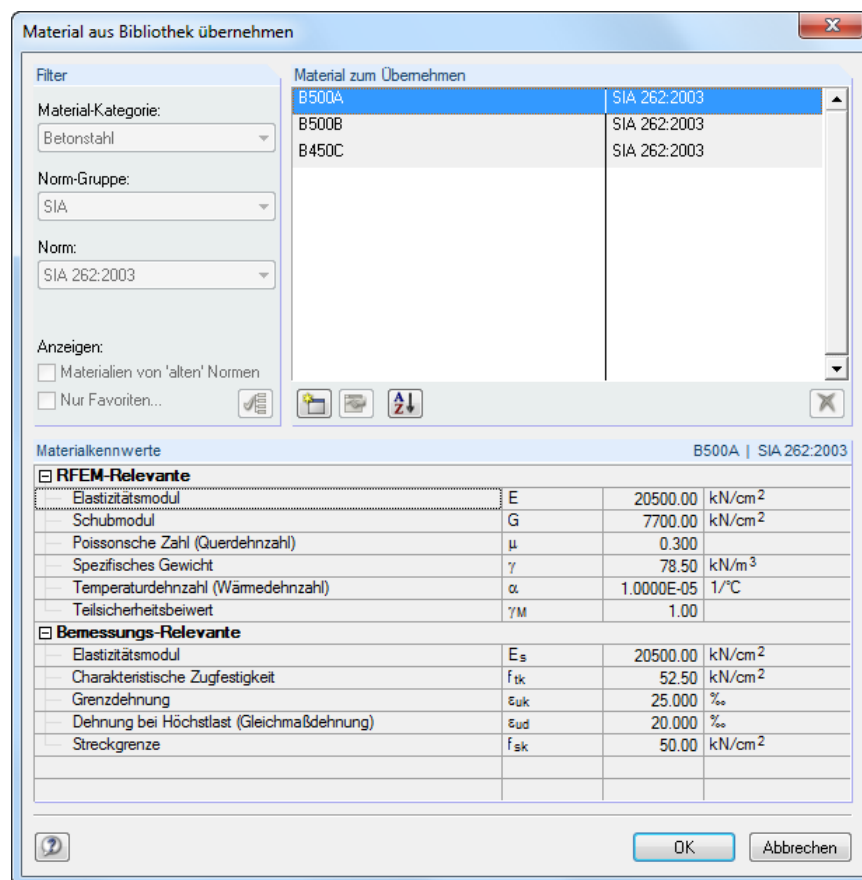 Material aus Bibliothek übernehmen
Filter
Material-Kategorie:
Betonstahl
Norm-Gruppe:
SIA
Norm:
SIA 262:2003
Anzeigen:
Materialien von 'alten' Normen
Nur Favoriten...
Material zum Übernehmen
B500A SIA 262:2003
B500B SIA 262:2003
B450C SIA 262:2003
Materialkennwerte B500A | SIA 262:2003
RFEM-Relevante
Elastizitätsmodul E 20500.00 kN/cm²
Schubmodul G 7700.00 kN/cm²
Poissonsche Zahl (Querdehnzahl) μ 0.300
Spezifisches Gewicht γ 78.50 kN/m³
Temperaturdehnzahl (Wärmedehnzahl) α 1.0000E-05 1/°C
Teilsicherheitsbeiwert γM 1.00
Bemessungs-Relevante
Elastizitätsmodul Es 20500.00 kN/cm²
Charakteristische Zugfestigkeit ftk 52.50 kN/cm²
Grenzdehnung εuk 25.000 ‰
Dehnung bei Höchstlast (Gleichmaßdehnung) εud 20.000 ‰
Streckgrenze fsk 50.00 kN/cm²
OK
Abbrechen